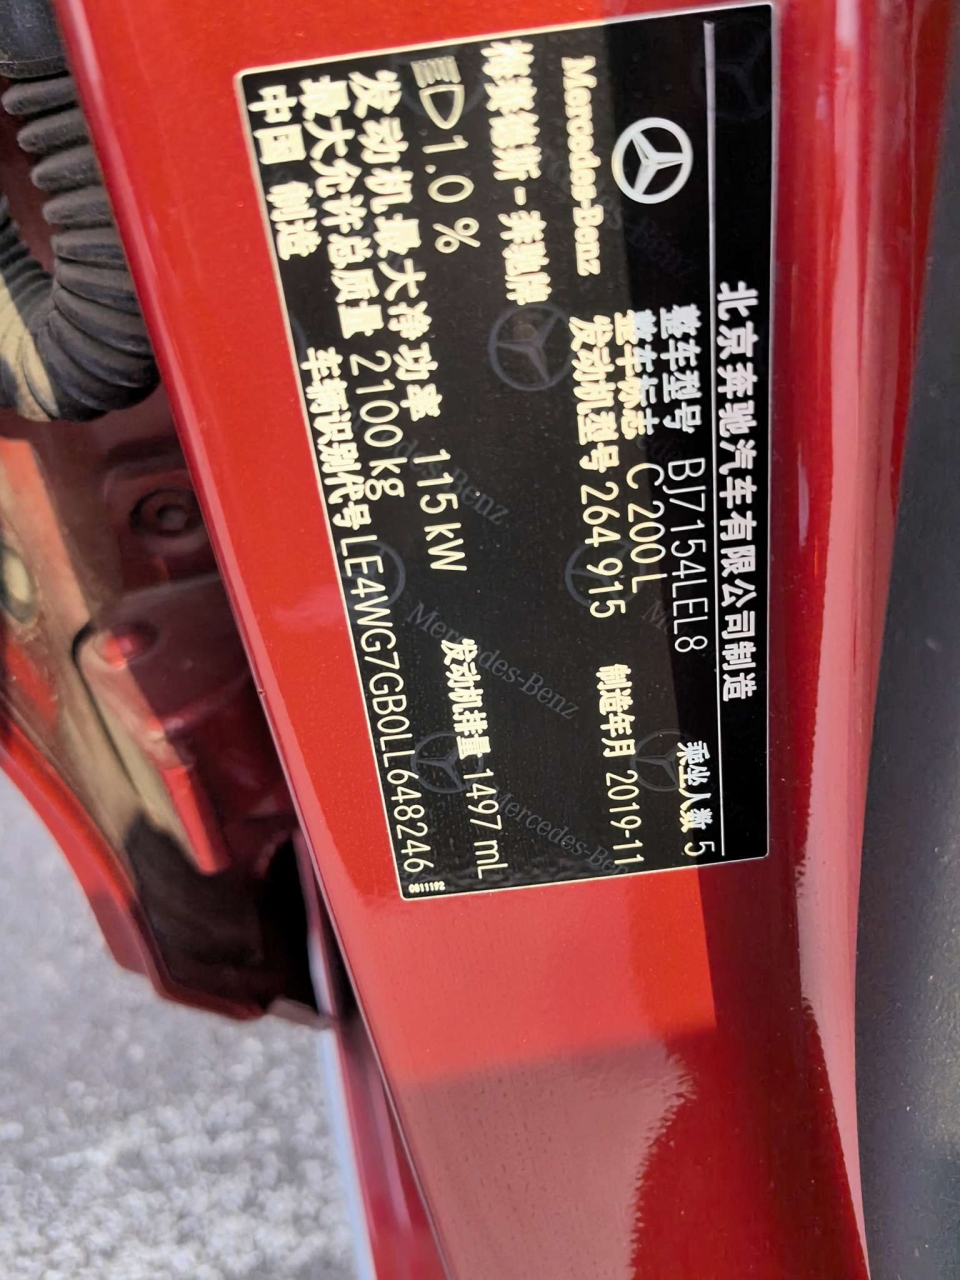 北京奔驰汽车有限公司制造
整车型号 BJ7154LEL8 乘坐人数 5
整车标志 C 200 L
Mercedes-Benz 发动机型号 264 915 制造年月 2019-11
梅赛德斯-奔驰牌
1.0 %
发动机最大净功率 115 kW 发动机排量 1497 mL
最大允许总质量 2100 kg
中国 制造 车辆识别代号 LE4WG7GB0LL648246
0811192